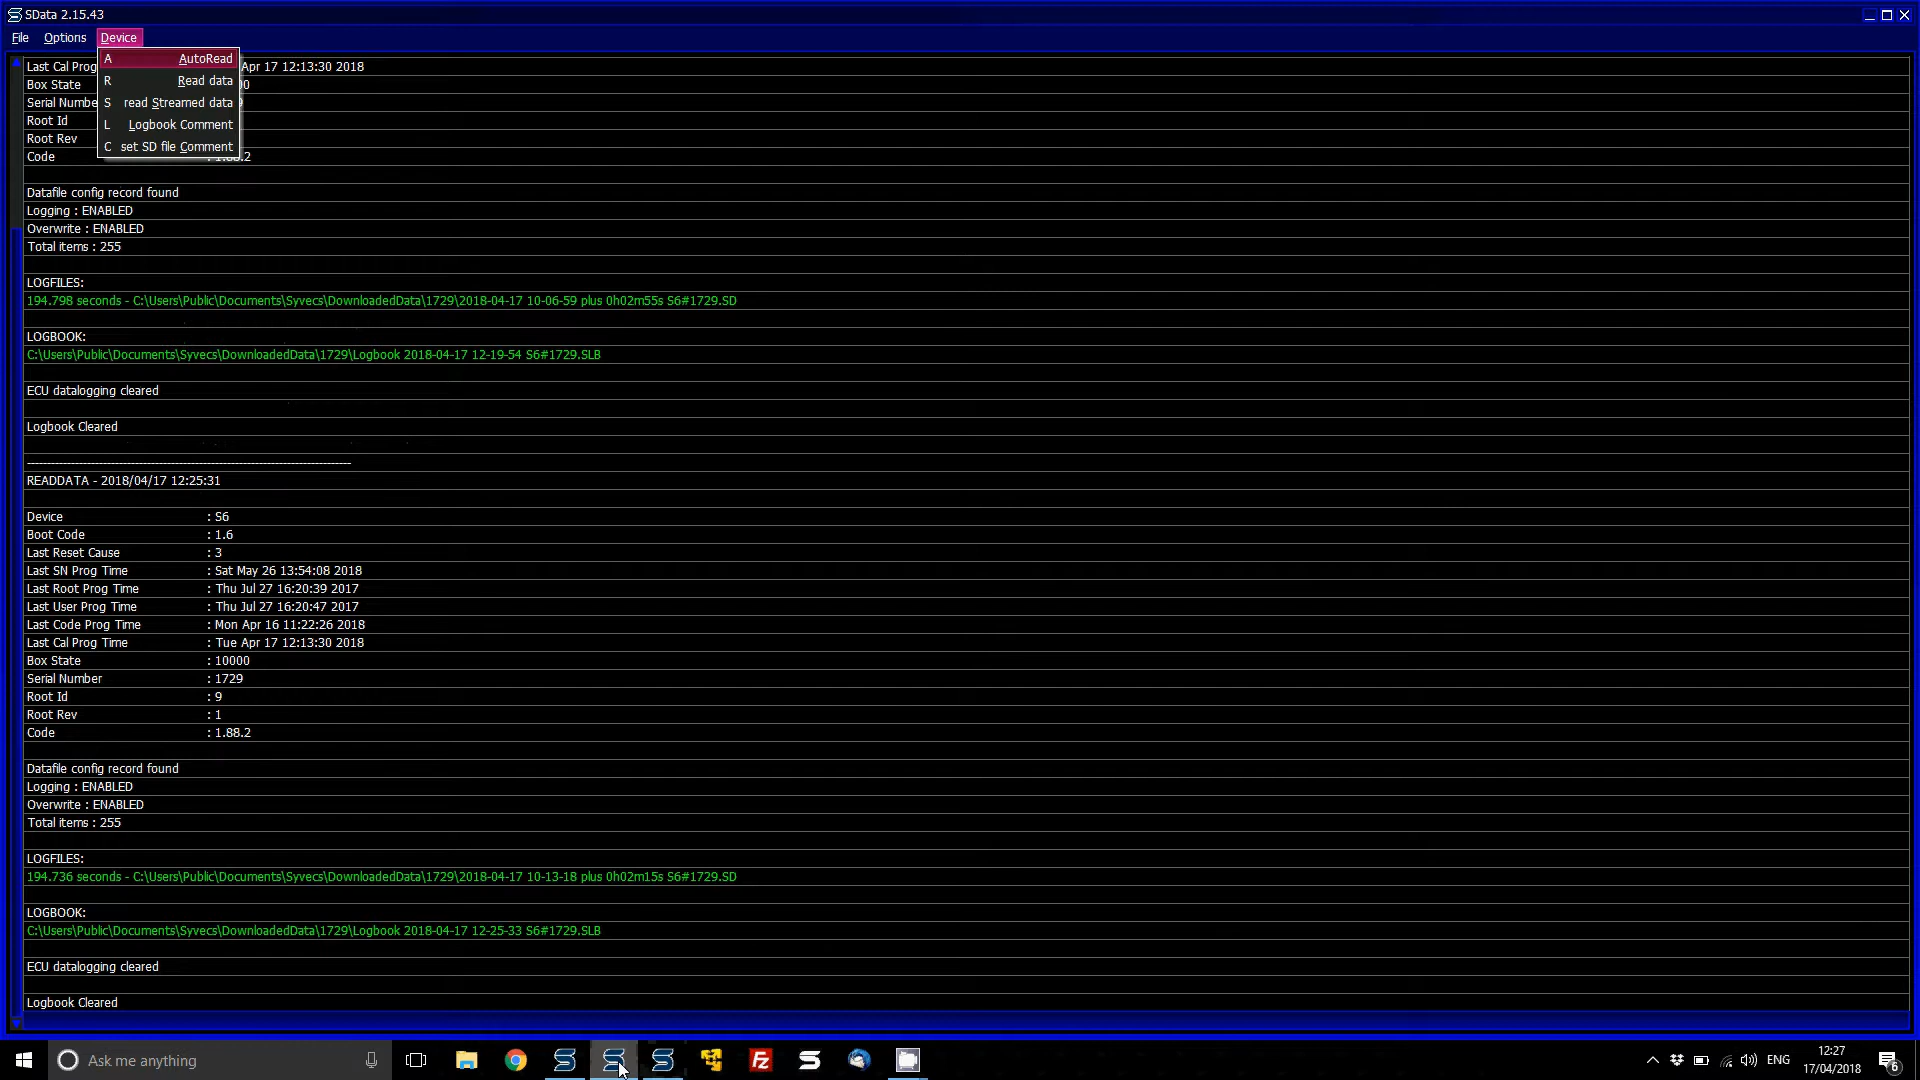 SData 2.15.43
File Options Device
A AutoRead
R Read data
S read Streamed data
L Logbook Comment
C set SD file Comment
Last Cal Prog Apr 17 12:13:30 2018
Box State
Serial Numbe
Root Id
Root Rev
Code : 1.88.2
Datafile config record found
Logging : ENABLED
Overwrite : ENABLED
Total items : 255
LOGFILES:
194.798 seconds - C:\Users\Public\Documents\Syvecs\DownloadedData\1729\2018-04-17 10-06-59 plus 0h02m55s S6#1729.SD
LOGBOOK:
C:\Users\Public\Documents\Syvecs\DownloadedData\1729\Logbook 2018-04-17 12-19-54 S6#1729.SLB
ECU datalogging cleared
Logbook Cleared
--------------------------------------------------------------------------------
READDATA - 2018/04/17 12:25:31
Device : S6
Boot Code : 1.6
Last Reset Cause : 3
Last SN Prog Time : Sat May 26 13:54:08 2018
Last Root Prog Time : Thu Jul 27 16:20:39 2017
Last User Prog Time : Thu Jul 27 16:20:47 2017
Last Code Prog Time : Mon Apr 16 11:22:26 2018
Last Cal Prog Time : Tue Apr 17 12:13:30 2018
Box State : 10000
Serial Number : 1729
Root Id : 9
Root Rev : 1
Code : 1.88.2
Datafile config record found
Logging : ENABLED
Overwrite : ENABLED
Total items : 255
LOGFILES:
194.736 seconds - C:\Users\Public\Documents\Syvecs\DownloadedData\1729\2018-04-17 10-13-18 plus 0h02m15s S6#1729.SD
LOGBOOK:
C:\Users\Public\Documents\Syvecs\DownloadedData\1729\Logbook 2018-04-17 12-25-33 S6#1729.SLB
ECU datalogging cleared
Logbook Cleared
Ask me anything
ENG
12:27
17/04/2018
6